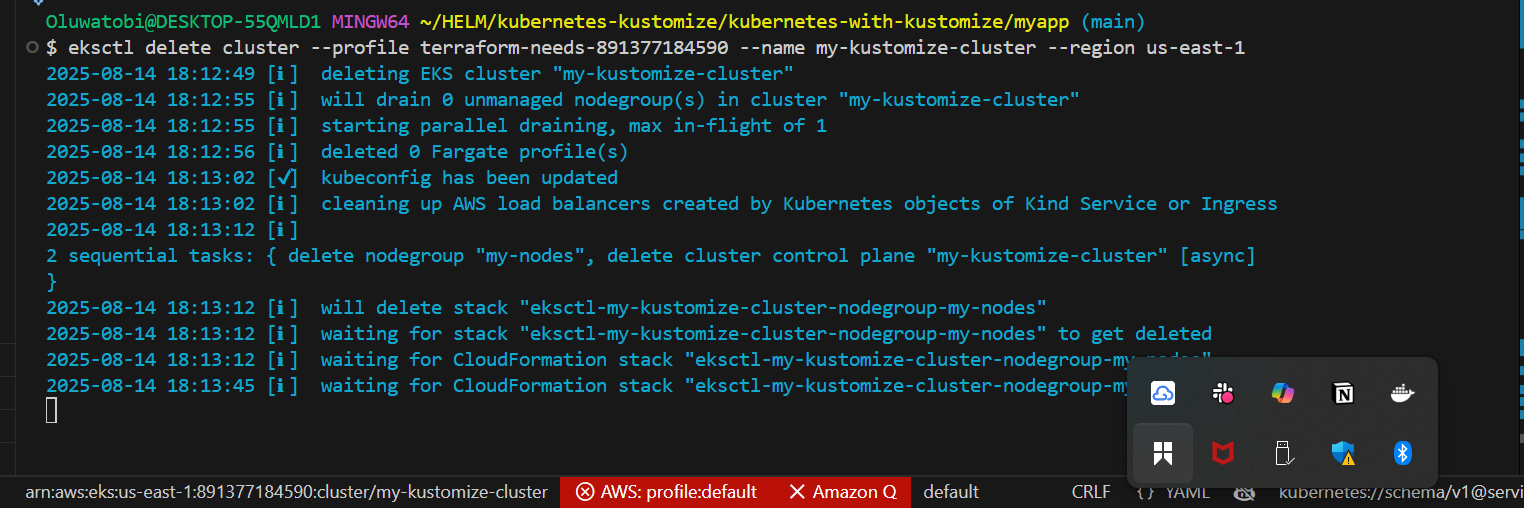 Oluwatobi@DESKTOP-55QMLD1 MINGW64 ~/HELM/kubernetes-kustomize/kubernetes-with-kustomize/myapp (main)
$ eksctl delete cluster --profile terraform-needs-891377184590 --name my-kustomize-cluster --region us-east-1
2025-08-14 18:12:49 [ℹ]  deleting EKS cluster "my-kustomize-cluster"
2025-08-14 18:12:55 [ℹ]  will drain 0 unmanaged nodegroup(s) in cluster "my-kustomize-cluster"
2025-08-14 18:12:55 [ℹ]  starting parallel draining, max in-flight of 1
2025-08-14 18:12:56 [ℹ]  deleted 0 Fargate profile(s)
2025-08-14 18:13:02 [✔]  kubeconfig has been updated
2025-08-14 18:13:02 [ℹ]  cleaning up AWS load balancers created by Kubernetes objects of Kind Service or Ingress
2025-08-14 18:13:12 [ℹ]
2 sequential tasks: { delete nodegroup "my-nodes", delete cluster control plane "my-kustomize-cluster" [async]
}
2025-08-14 18:13:12 [ℹ]  will delete stack "eksctl-my-kustomize-cluster-nodegroup-my-nodes"
2025-08-14 18:13:12 [ℹ]  waiting for stack "eksctl-my-kustomize-cluster-nodegroup-my-nodes" to get deleted
2025-08-14 18:13:12 [ℹ]  waiting for CloudFormation stack "eksctl-my-kustomize-cluster-nodegroup-my-nodes"
2025-08-14 18:13:45 [ℹ]  waiting for CloudFormation stack "eksctl-my-kustomize-cluster-nodegroup-my
arn:aws:eks:us-east-1:891377184590:cluster/my-kustomize-cluster AWS: profile:default Amazon Q default CRLF {} YAML kubernetes://schema/v1@servi